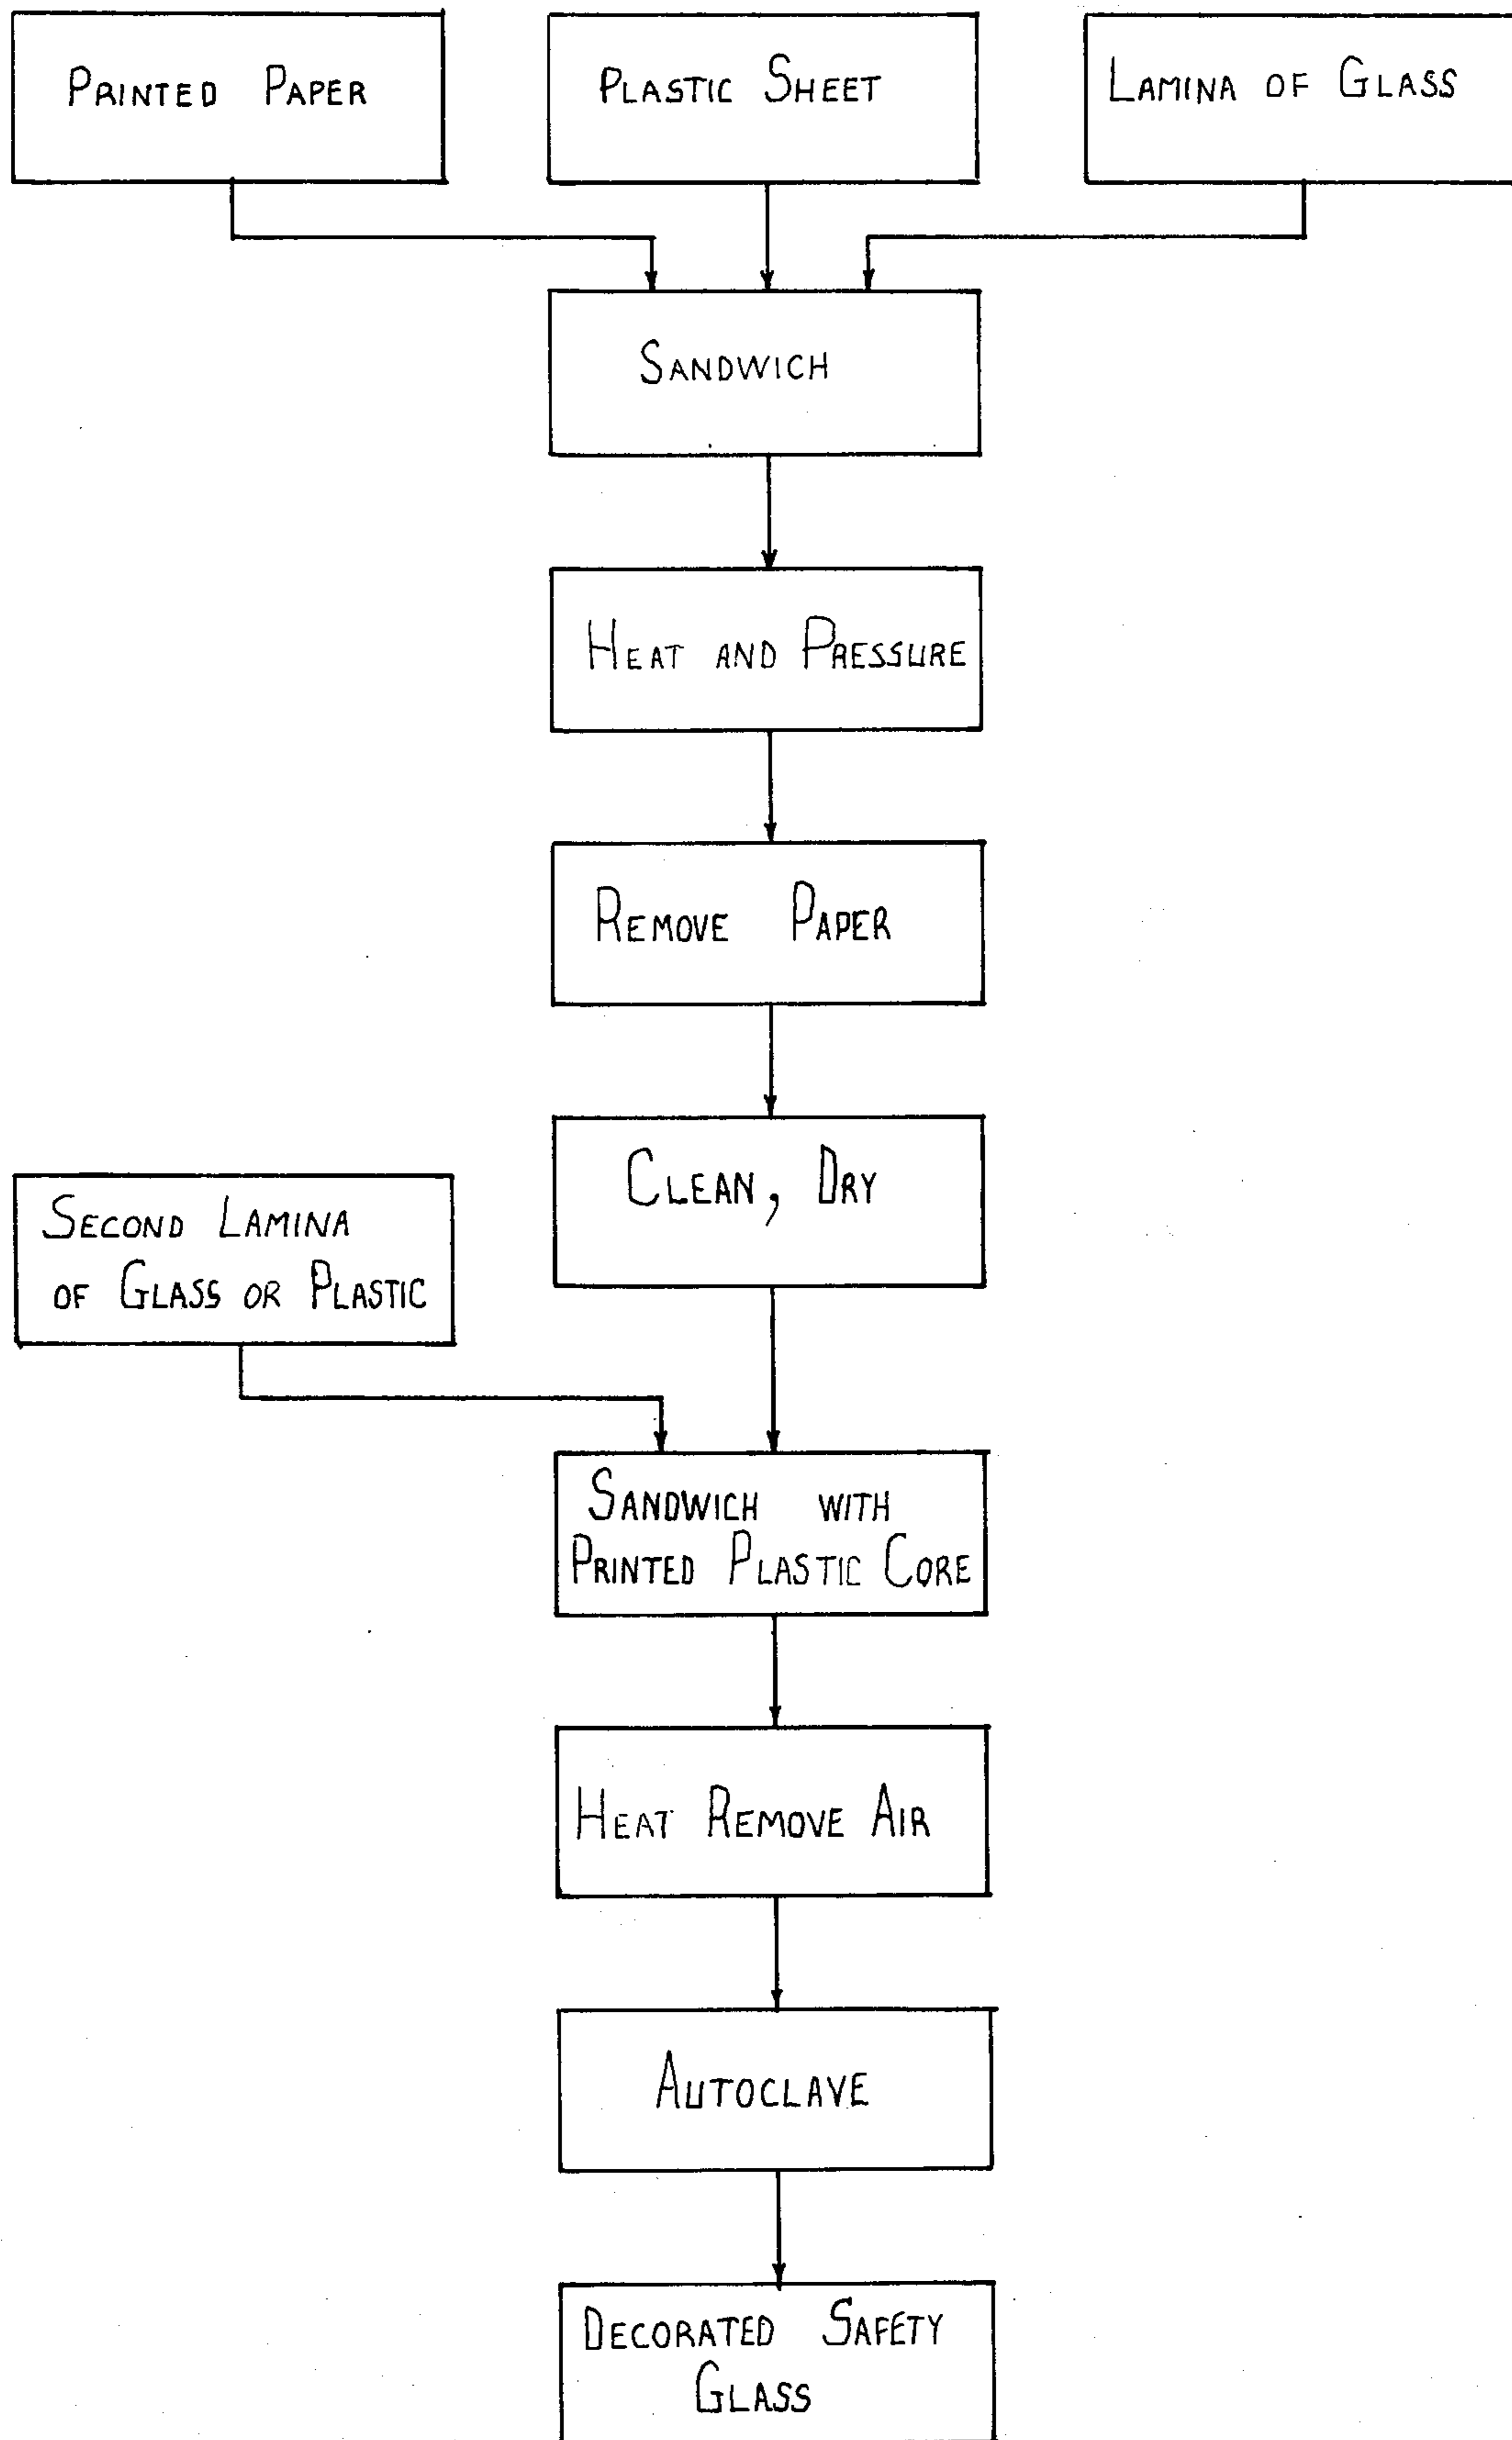 PRINTED PAPER
PLASTIC SHEET
LAMINA OF GLASS
SANDWICH
HEAT AND PRESSURE
REMOVE PAPER
CLEAN, DRY
SECOND LAMINA
OF GLASS OR PLASTIC
SANDWICH WITH
PRINTED PLASTIC CORE
HEAT REMOVE AIR
AUTOCLAVE
DECORATED SAFETY
GLASS